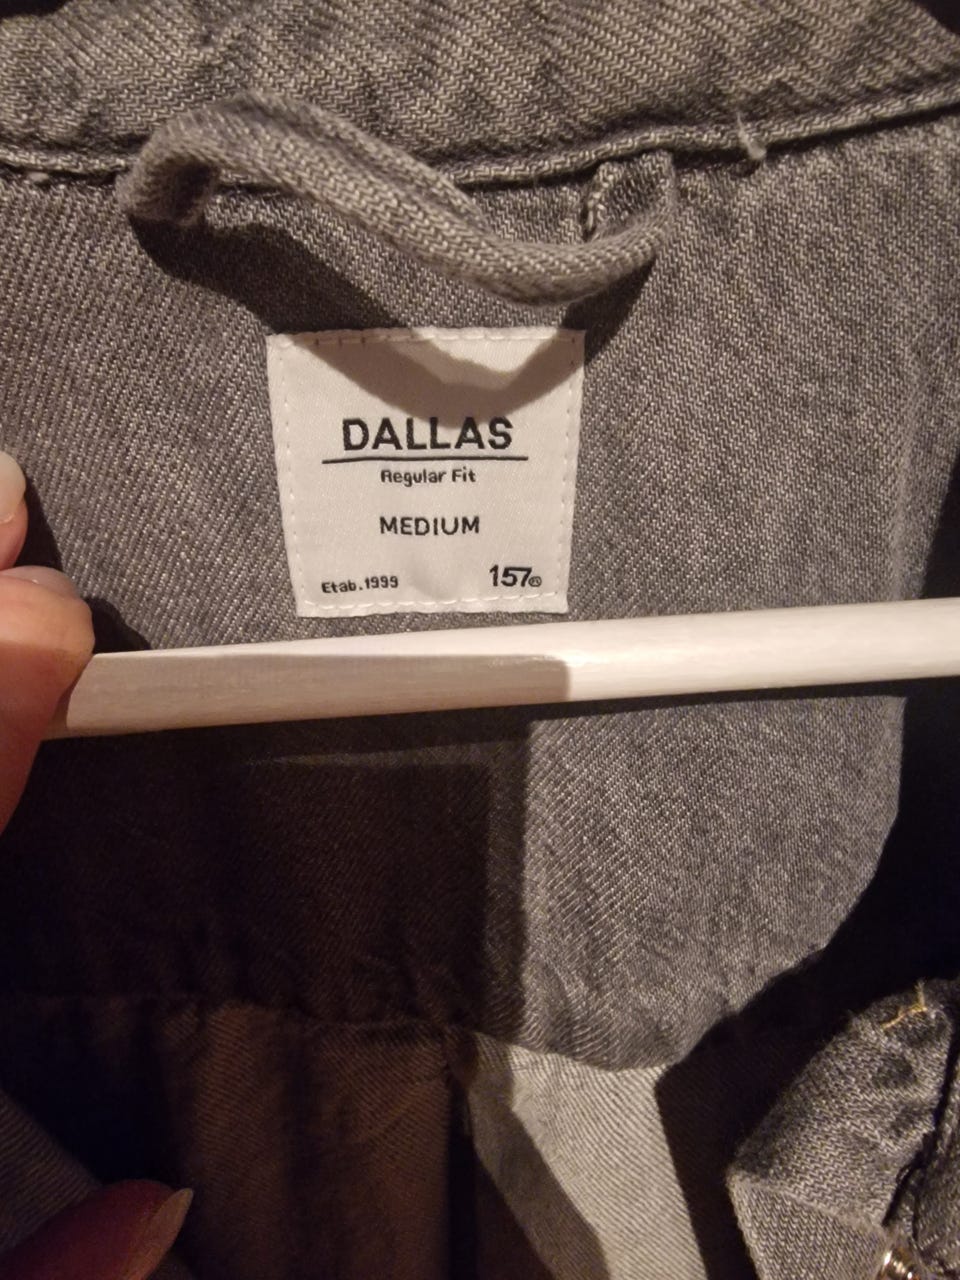 DALLAS
Regular Fit
MEDIUM
Etab.1999 157®